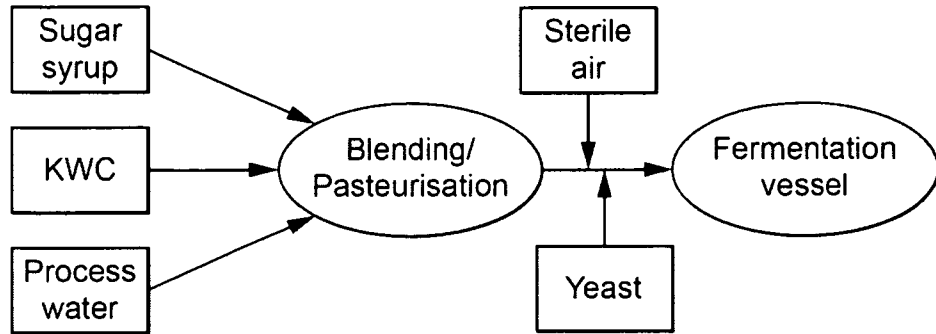 Sugar
syrup
KWC
Process
water
Blending/
Pasteurisation
Sterile
air
Yeast
Fermentation
vessel